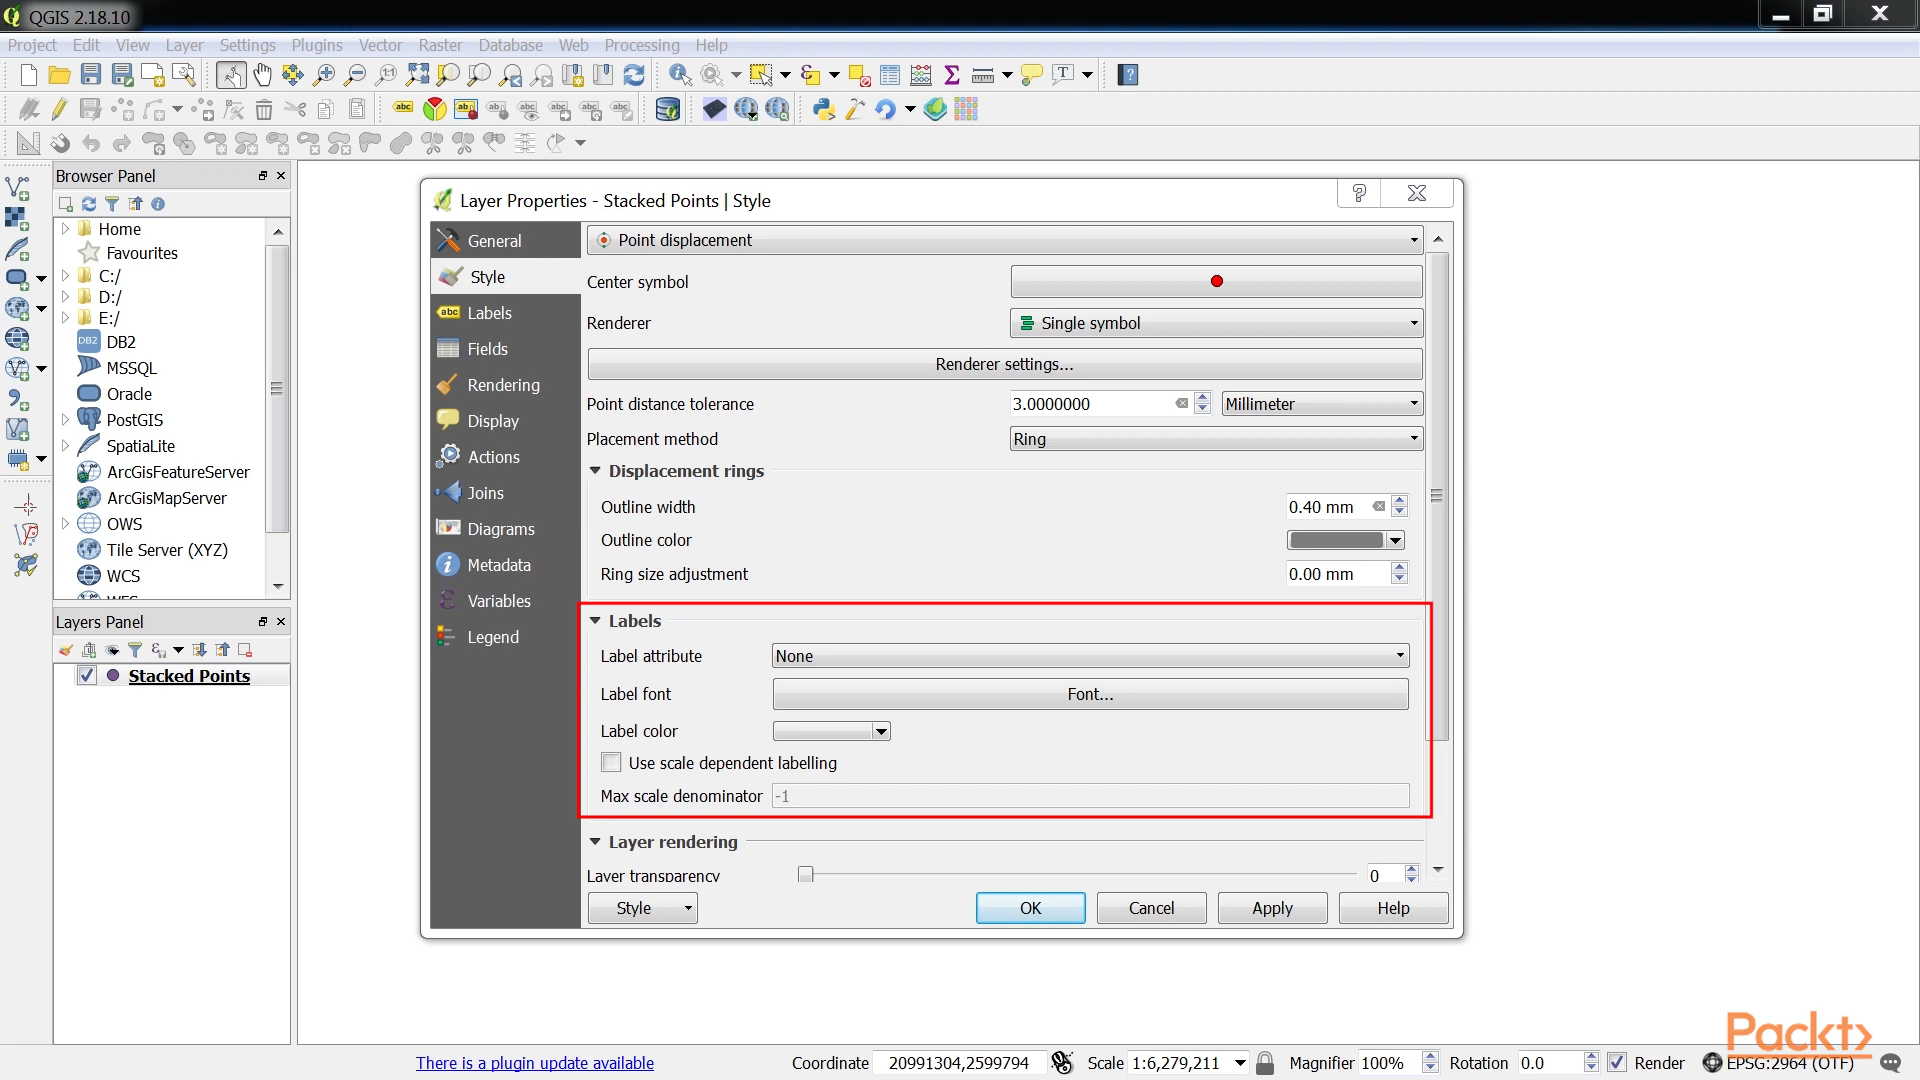 QGIS 2.18.10
Project Edit View Layer Settings Plugins Vector Raster Database Web Processing Help
Browser Panel
Home
Favourites
C:/
D:/
E:/
DB2
MSSQL
Oracle
PostGIS
SpatiaLite
ArcGisFeatureServer
ArcGisMapServer
OWS
Tile Server (XYZ)
WCS
Layers Panel
Stacked Points
Layer Properties - Stacked Points | Style
General
Style
Labels
Fields
Rendering
Display
Actions
Joins
Diagrams
Metadata
Variables
Legend
Point displacement
Center symbol
Renderer Single symbol
Renderer settings...
Point distance tolerance 3.0000000 Millimeter
Placement method Ring
Displacement rings
Outline width 0.40 mm
Outline color
Ring size adjustment 0.00 mm
Labels
Label attribute None
Label font Font...
Label color
Use scale dependent labelling
Max scale denominator -1
Layer rendering
Layer transparency 0
Style OK Cancel Apply Help
Packt>
There is a plugin update available Coordinate 20991304,2599794 Scale 1:6,279,211 Magnifier 100% Rotation 0.0 Render EPSG:2964 (OTF)